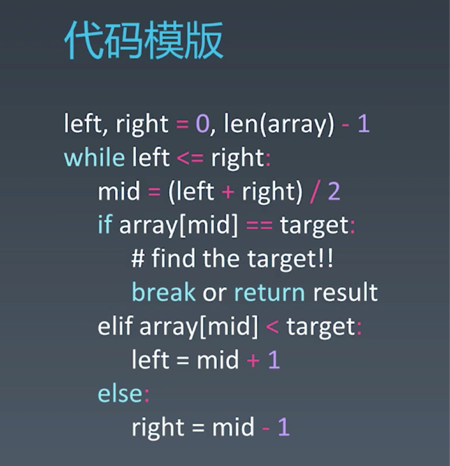 代码模版
left, right = 0, len(array) - 1
while left <= right:
    mid = (left + right) / 2
    if array[mid] == target:
        # find the target!!
        break or return result
    elif array[mid] < target:
        left = mid + 1
    else:
        right = mid - 1